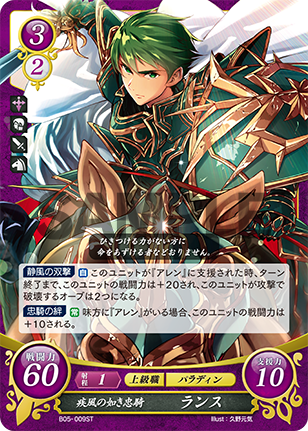 3
2
SAMPLE
ひきつける力がない方に
命をあずける者などおりません。
静風の双撃 自 このユニットが『アレン』に支援された時、ターン
終了まで、このユニットの戦闘力は＋20され、このユニットが攻撃で
破壊するオーブは2つになる。
忠騎の絆 常 味方に『アレン』がいる場合、このユニットの戦闘力は
＋10される。
戦闘力
60
射程 1 上級職 パラディン
支援力
10
疾風の如き忠騎 ランス
B05-009ST
Illust：久野元気